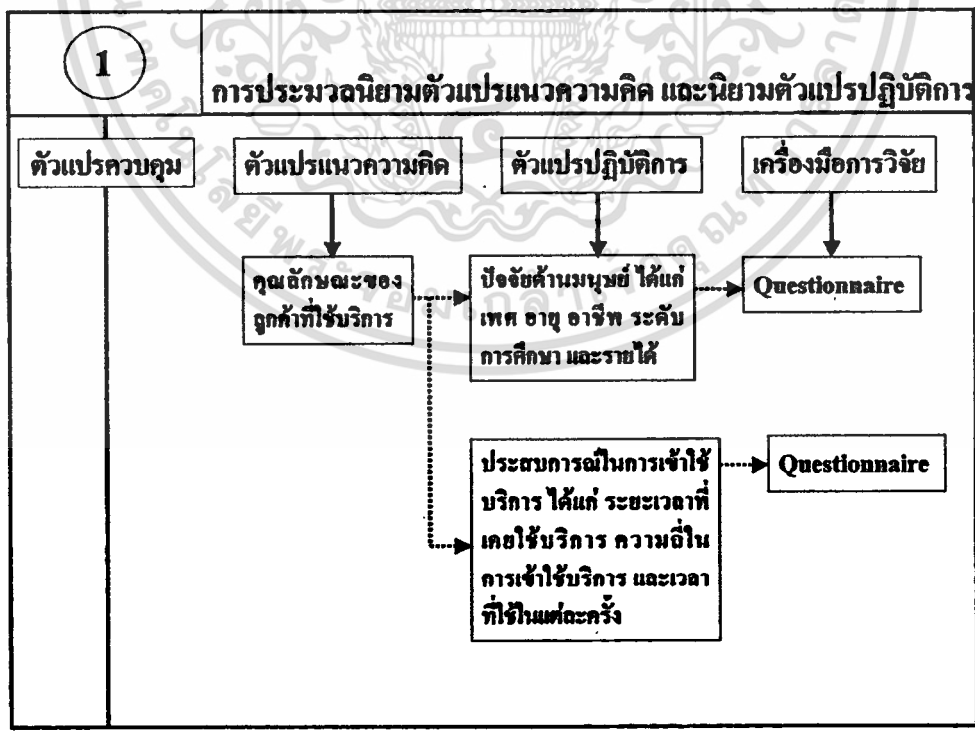 1
การประมวลนิยามตัวแปรแนวความคิด และนิยามตัวแปรปฏิบัติการ
ตัวแปรควบคุม
ตัวแปรแนวความคิด
ตัวแปรปฏิบัติการ
เครื่องมือการวิจัย
คุณลักษณะของ
ลูกค้าที่ใช้บริการ
ปัจจัยด้านมนุษย์ ได้แก่
เพศ อายุ อาชีพ ระดับ
การศึกษา และรายได้
Questionnaire
ประสบการณ์ในการเข้าใช้
บริการ ได้แก่ ระยะเวลาที่
เคยใช้บริการ ความถี่ใน
การเข้าใช้บริการ และเวลา
ที่ใช้ในแต่ละครั้ง
Questionnaire